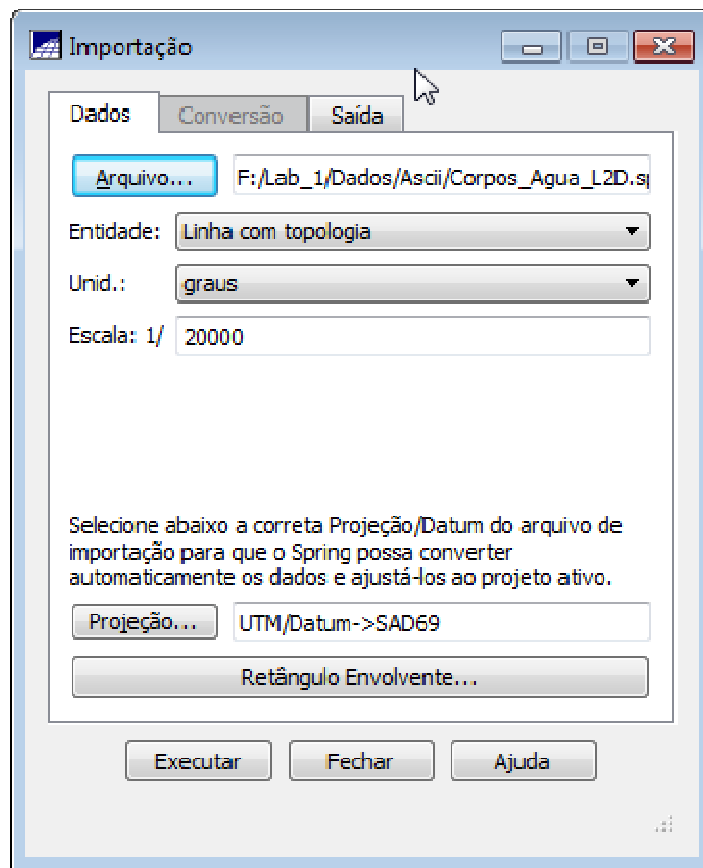 Importação
Dados Conversão Saída
Arquivo... F:/Lab_1/Dados/Ascii/Corpos_Agua_L2D.sp
Entidade: Linha com topologia
Unid.: graus
Escala: 1/ 20000
Selecione abaixo a correta Projeção/Datum do arquivo de
importação para que o Spring possa converter
automaticamente os dados e ajustá-los ao projeto ativo.
Projeção... UTM/Datum->SAD69
Retângulo Envolvente...
Executar Fechar Ajuda